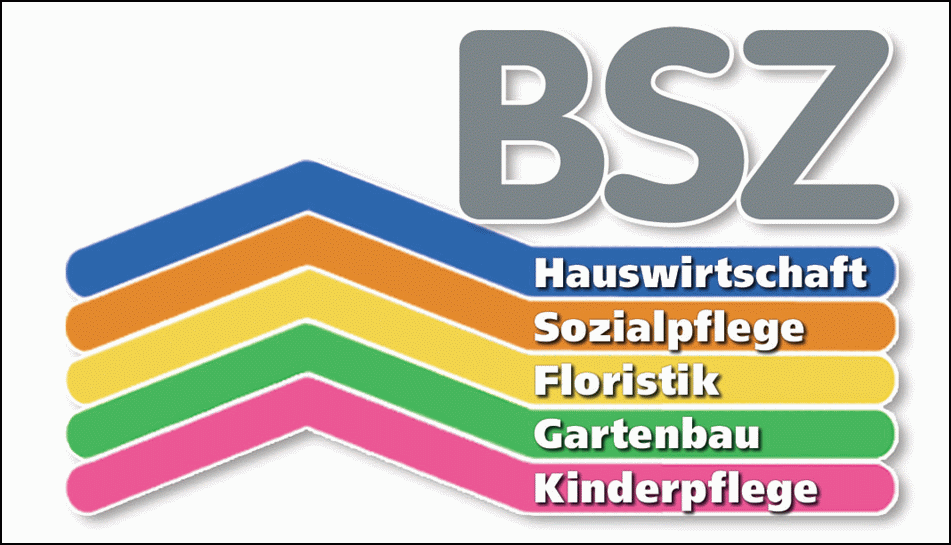 BSZ
Hauswirtschaft
Sozialpflege
Floristik
Gartenbau
Kinderpflege